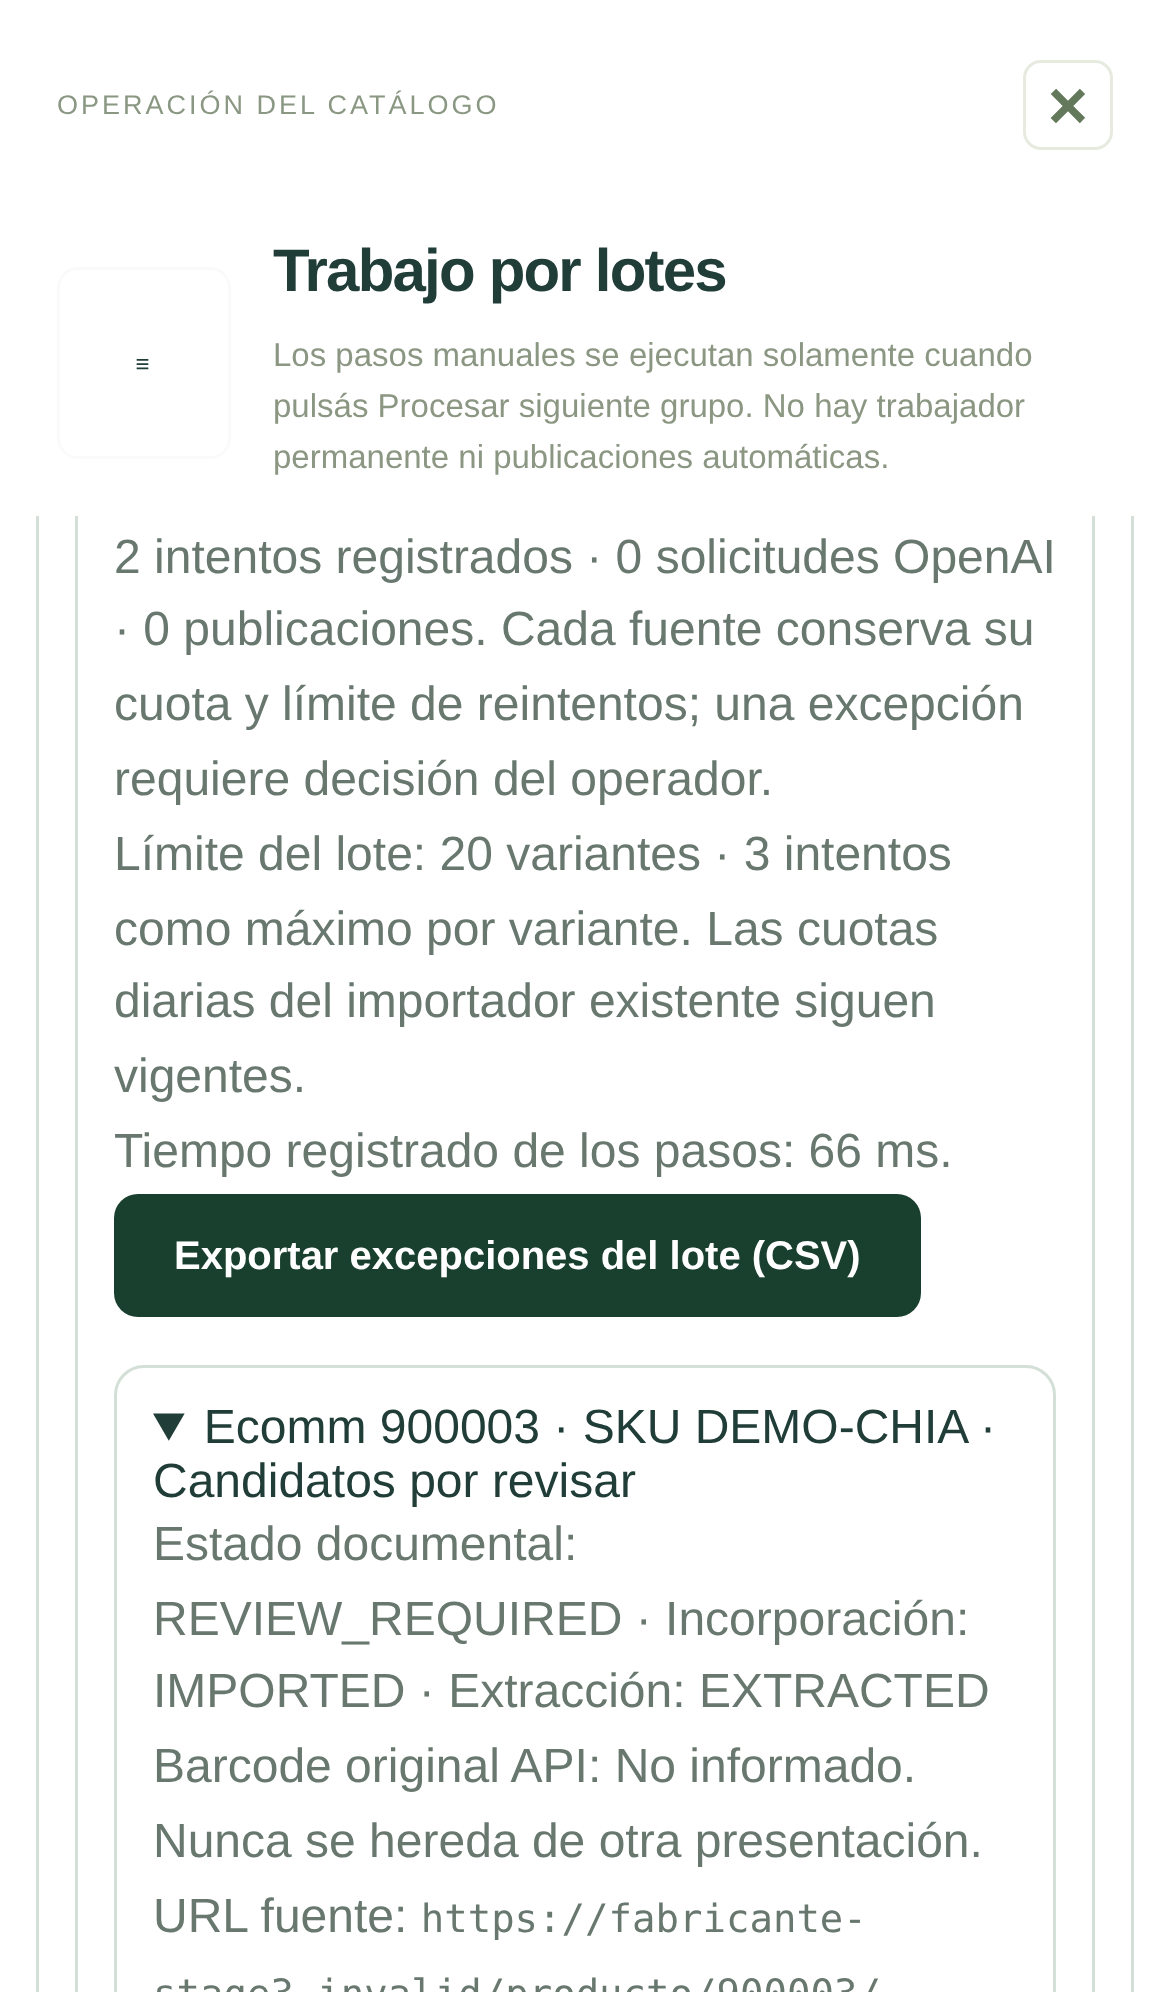 OPERACIÓN DEL CATÁLOGO
Trabajo por lotes
Los pasos manuales se ejecutan solamente cuando
pulsás Procesar siguiente grupo. No hay trabajador
permanente ni publicaciones automáticas.
2 intentos registrados · 0 solicitudes OpenAI
· 0 publicaciones. Cada fuente conserva su
cuota y límite de reintentos; una excepción
requiere decisión del operador.
Límite del lote: 20 variantes · 3 intentos
como máximo por variante. Las cuotas
diarias del importador existente siguen
vigentes.
Tiempo registrado de los pasos: 66 ms.
Exportar excepciones del lote (CSV)
▼ Ecomm 900003 · SKU DEMO-CHIA ·
Candidatos por revisar
Estado documental:
REVIEW_REQUIRED · Incorporación:
IMPORTED · Extracción: EXTRACTED
Barcode original API: No informado.
Nunca se hereda de otra presentación.
URL fuente: https://fabricante-
stage3.invalid/producto/900003/